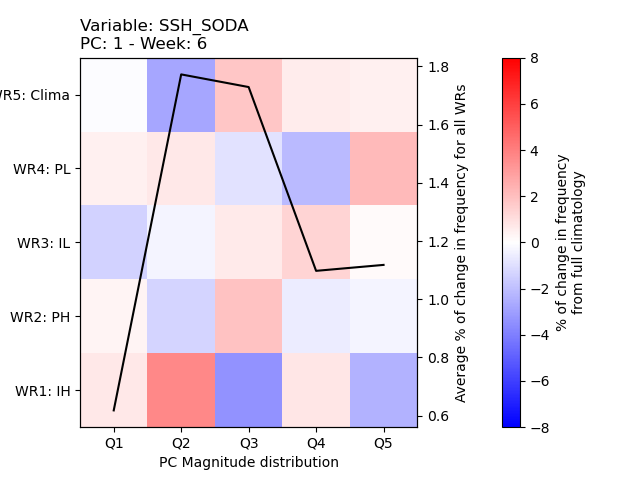 Variable: SSH_SODA
PC: 1 - Week: 6
WR5: Clima
WR4: PL
WR3: IL
WR2: PH
WR1: IH
Q1 Q2 Q3 Q4 Q5
PC Magnitude distribution
1.8
1.6
1.4
1.2
1.0
0.8
0.6
Average % of change in frequency for all WRs
8
6
4
2
0
−2
−4
−6
−8
% of change in frequency
from full climatology